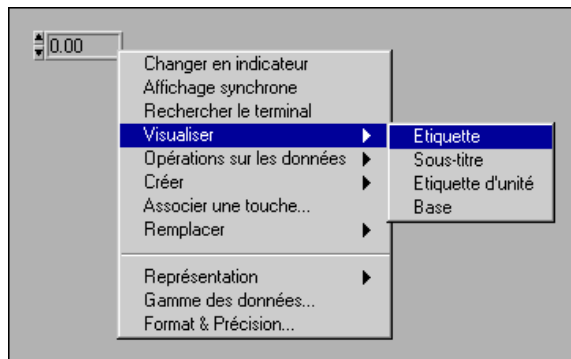 0.00
Changer en indicateur
Affichage synchrone
Rechercher le terminal
Visualiser
Opérations sur les données
Créer
Associer une touche...
Remplacer
Représentation
Gamme des données...
Format & Précision...
Etiquette
Sous-titre
Etiquette d'unité
Base